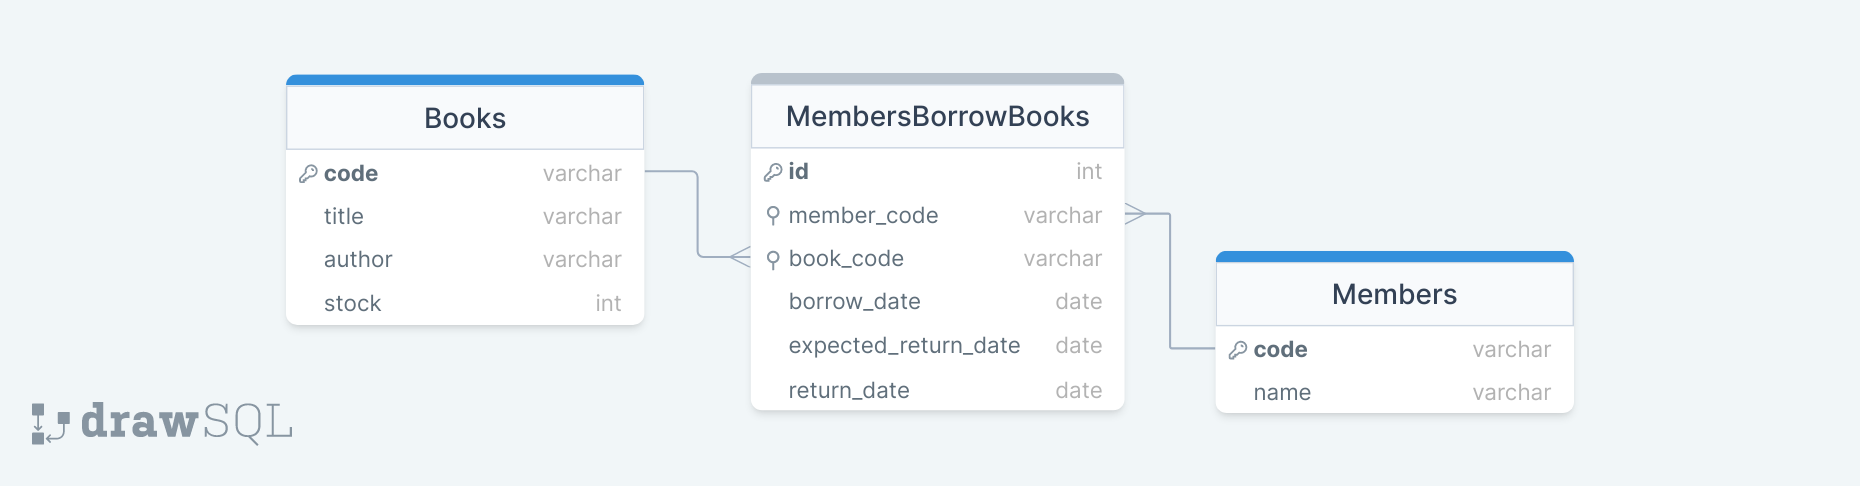 Books
code varchar
title varchar
author varchar
stock int
MembersBorrowBooks
id int
member_code varchar
book_code varchar
borrow_date date
expected_return_date date
return_date date
Members
code varchar
name varchar
drawSQL